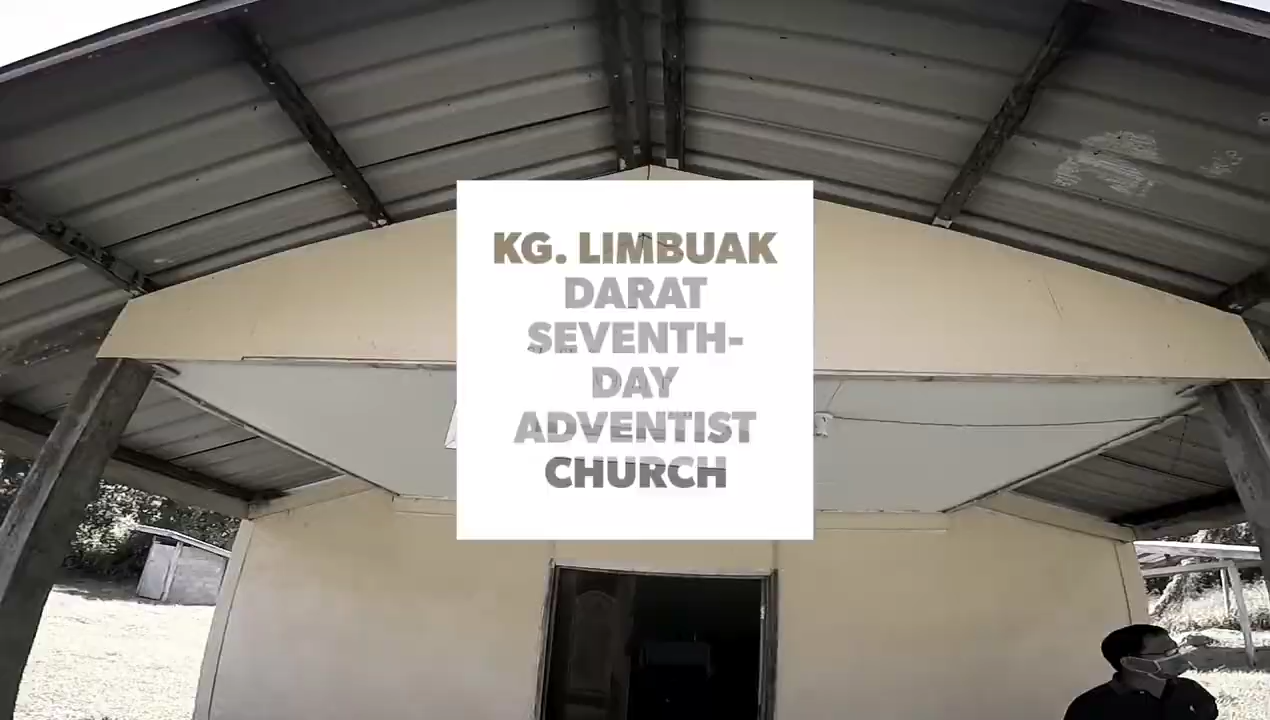 KG. LIMBUAK
DARAT
SEVENTH-
DAY
ADVENTIST
CHURCH